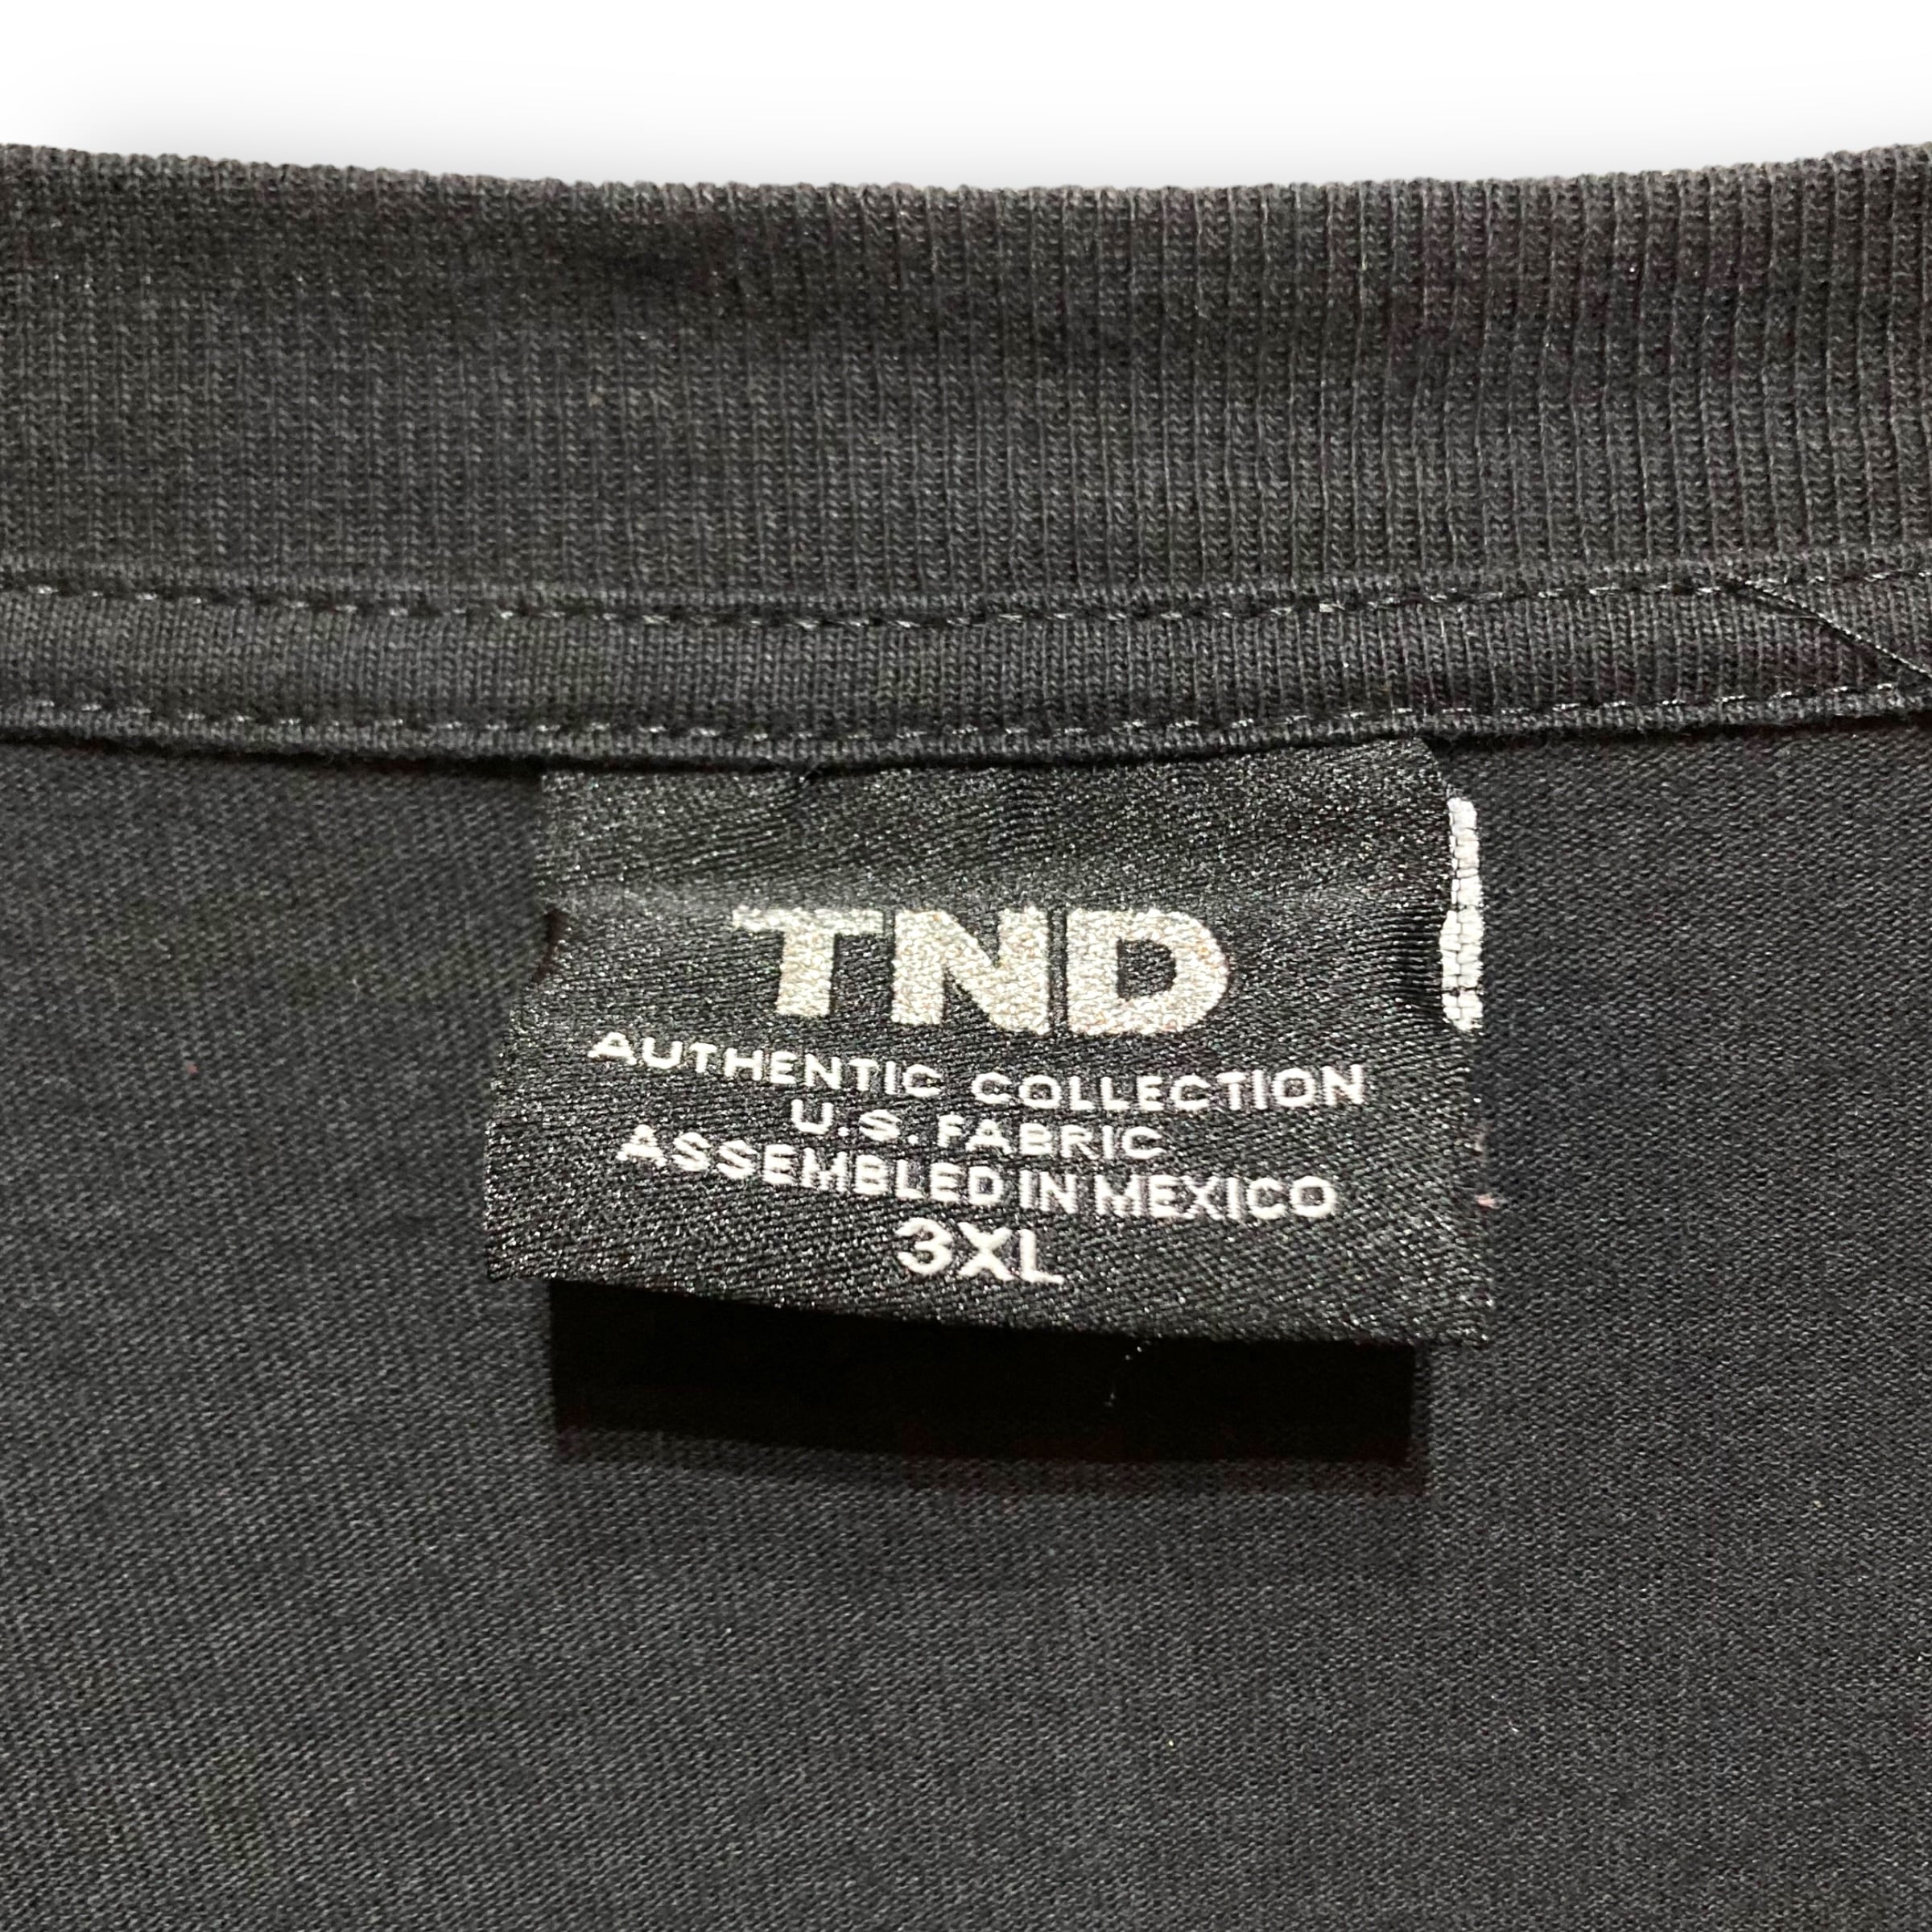 TND
AUTHENTIC COLLECTION
U.S. FABRIC
ASSEMBLED IN MEXICO
3XL